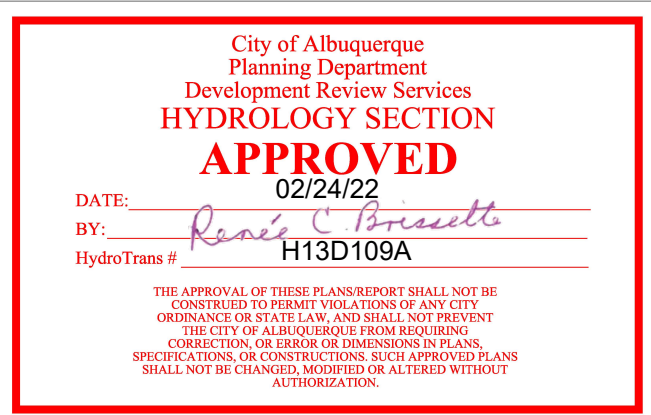 City of Albuquerque
Planning Department
Development Review Services
HYDROLOGY SECTION
APPROVED
DATE: 02/24/22
BY: Renée C. Brissette
HydroTrans # H13D109A
THE APPROVAL OF THESE PLANS/REPORT SHALL NOT BE
CONSTRUED TO PERMIT VIOLATIONS OF ANY CITY
ORDINANCE OR STATE LAW, AND SHALL NOT PREVENT
THE CITY OF ALBUQUERQUE FROM REQUIRING
CORRECTION, OR ERROR OR DIMENSIONS IN PLANS,
SPECIFICATIONS, OR CONSTRUCTIONS. SUCH APPROVED PLANS
SHALL NOT BE CHANGED, MODIFIED OR ALTERED WITHOUT
AUTHORIZATION.